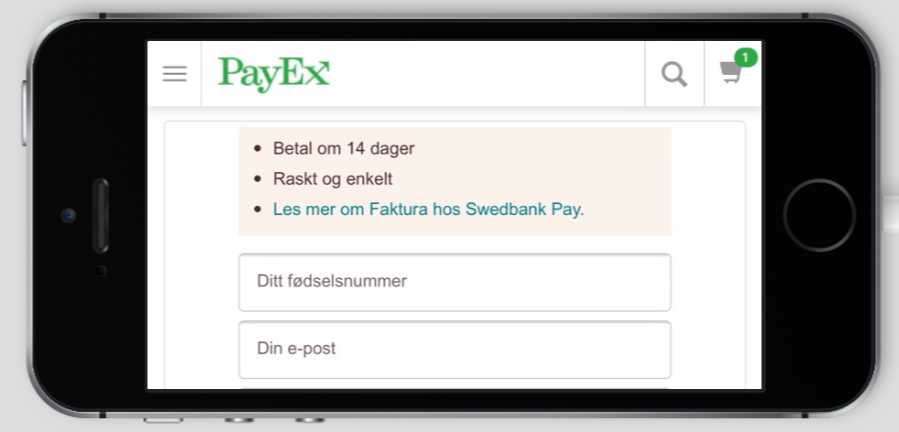 PayEx
1
Betal om 14 dager
Raskt og enkelt
Les mer om Faktura hos Swedbank Pay.
Ditt fødselsnummer
Din e-post